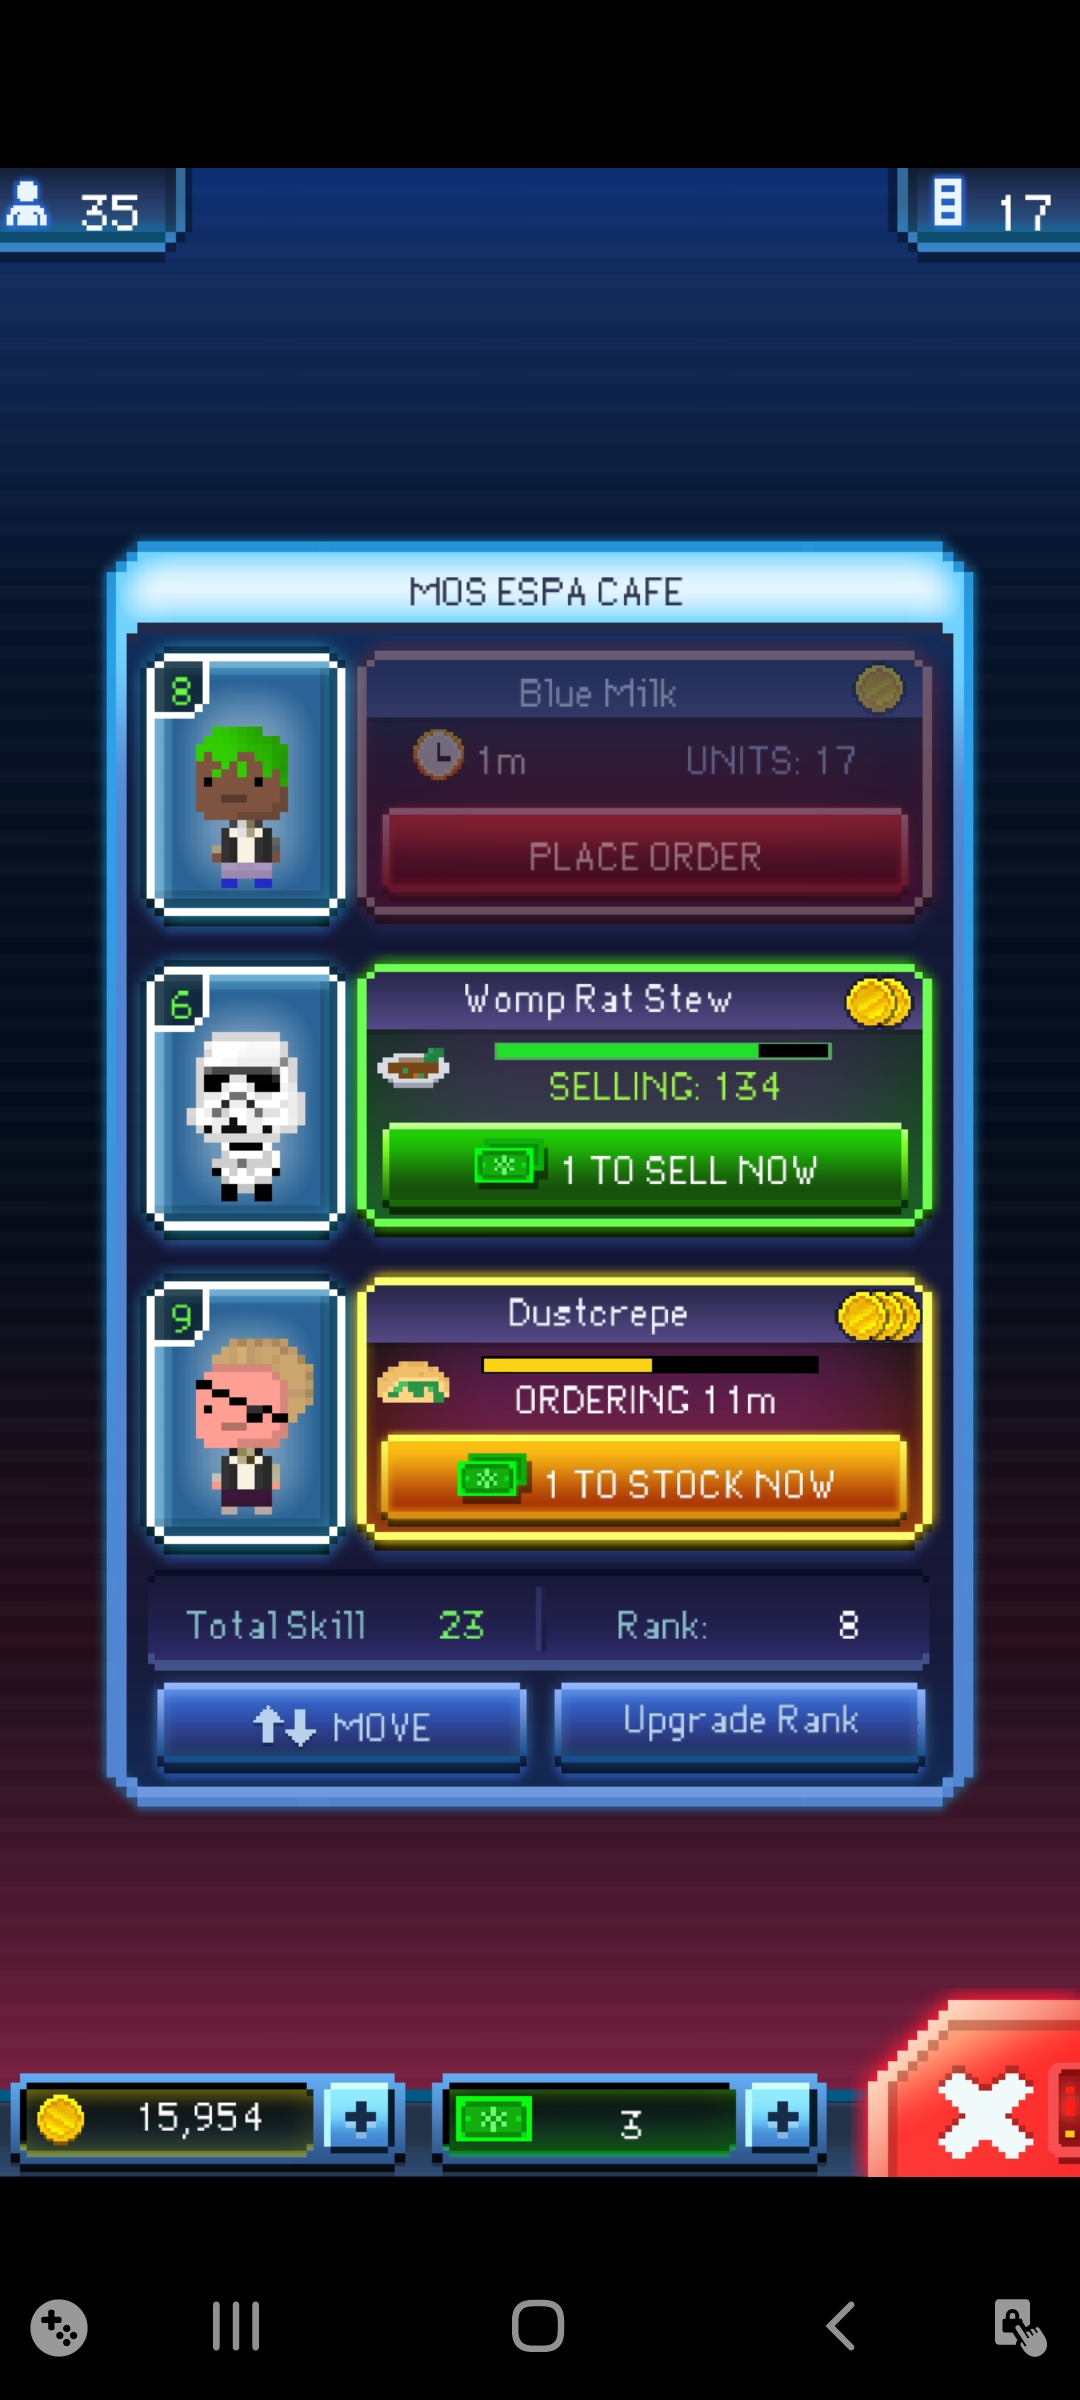 35
17
MOS ESPA CAFE
8
Blue Milk
1m
UNITS: 17
PLACE ORDER
6
Womp Rat Stew
SELLING: 134
1 TO SELL NOW
9
Dustcrepe
ORDERING 11m
1 TO STOCK NOW
Total Skill 23
Rank: 8
MOVE
Upgrade Rank
15,954
3